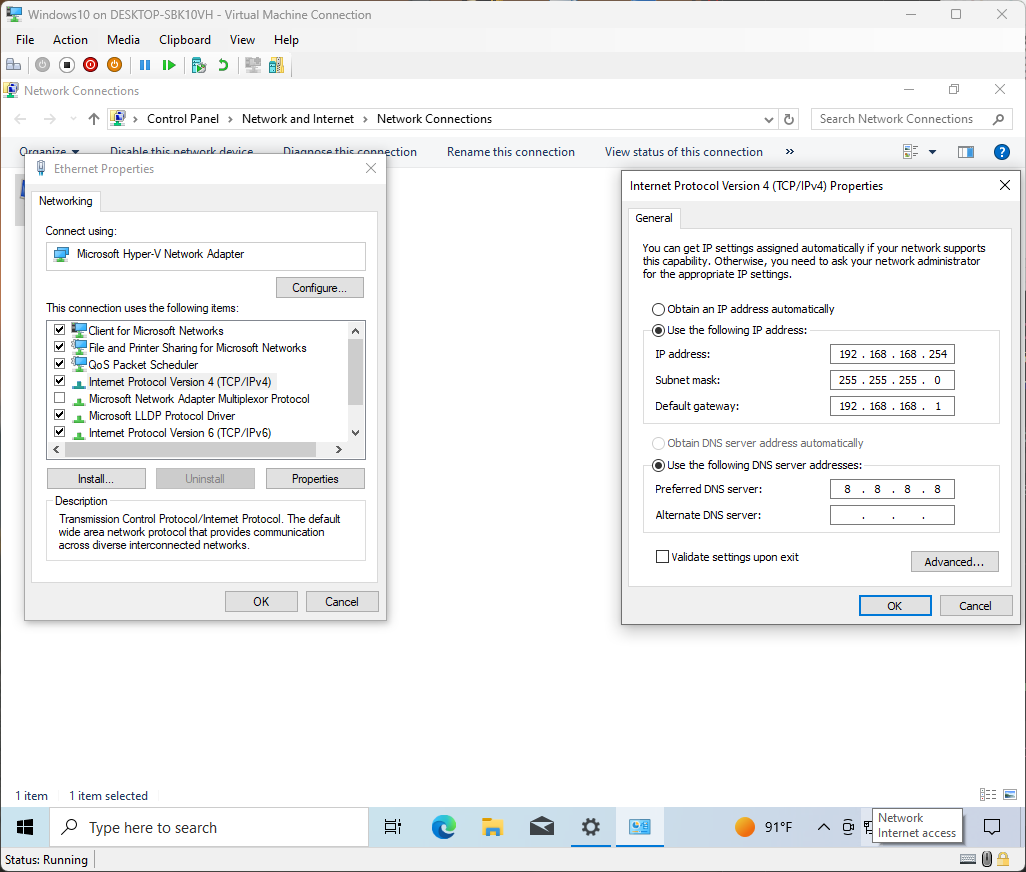 Windows10 on DESKTOP-SBK10VH - Virtual Machine Connection
File Action Media Clipboard View Help
Network Connections
Control Panel > Network and Internet > Network Connections
Search Network Connections
Organize Disable this network device Diagnose this connection Rename this connection View status of this connection »
Ethernet Properties
Networking
Connect using:
Microsoft Hyper-V Network Adapter
Configure...
This connection uses the following items:
Client for Microsoft Networks
File and Printer Sharing for Microsoft Networks
QoS Packet Scheduler
Internet Protocol Version 4 (TCP/IPv4)
Microsoft Network Adapter Multiplexor Protocol
Microsoft LLDP Protocol Driver
Internet Protocol Version 6 (TCP/IPv6)
Install... Uninstall Properties
Description
Transmission Control Protocol/Internet Protocol. The default
wide area network protocol that provides communication
across diverse interconnected networks.
OK Cancel
Internet Protocol Version 4 (TCP/IPv4) Properties
General
You can get IP settings assigned automatically if your network supports
this capability. Otherwise, you need to ask your network administrator
for the appropriate IP settings.
Obtain an IP address automatically
Use the following IP address:
IP address: 192 . 168 . 168 . 254
Subnet mask: 255 . 255 . 255 . 0
Default gateway: 192 . 168 . 168 . 1
Obtain DNS server address automatically
Use the following DNS server addresses:
Preferred DNS server: 8 . 8 . 8 . 8
Alternate DNS server: . . .
Validate settings upon exit
Advanced...
OK Cancel
1 item 1 item selected
Type here to search
91°F
Network
Internet access
Status: Running